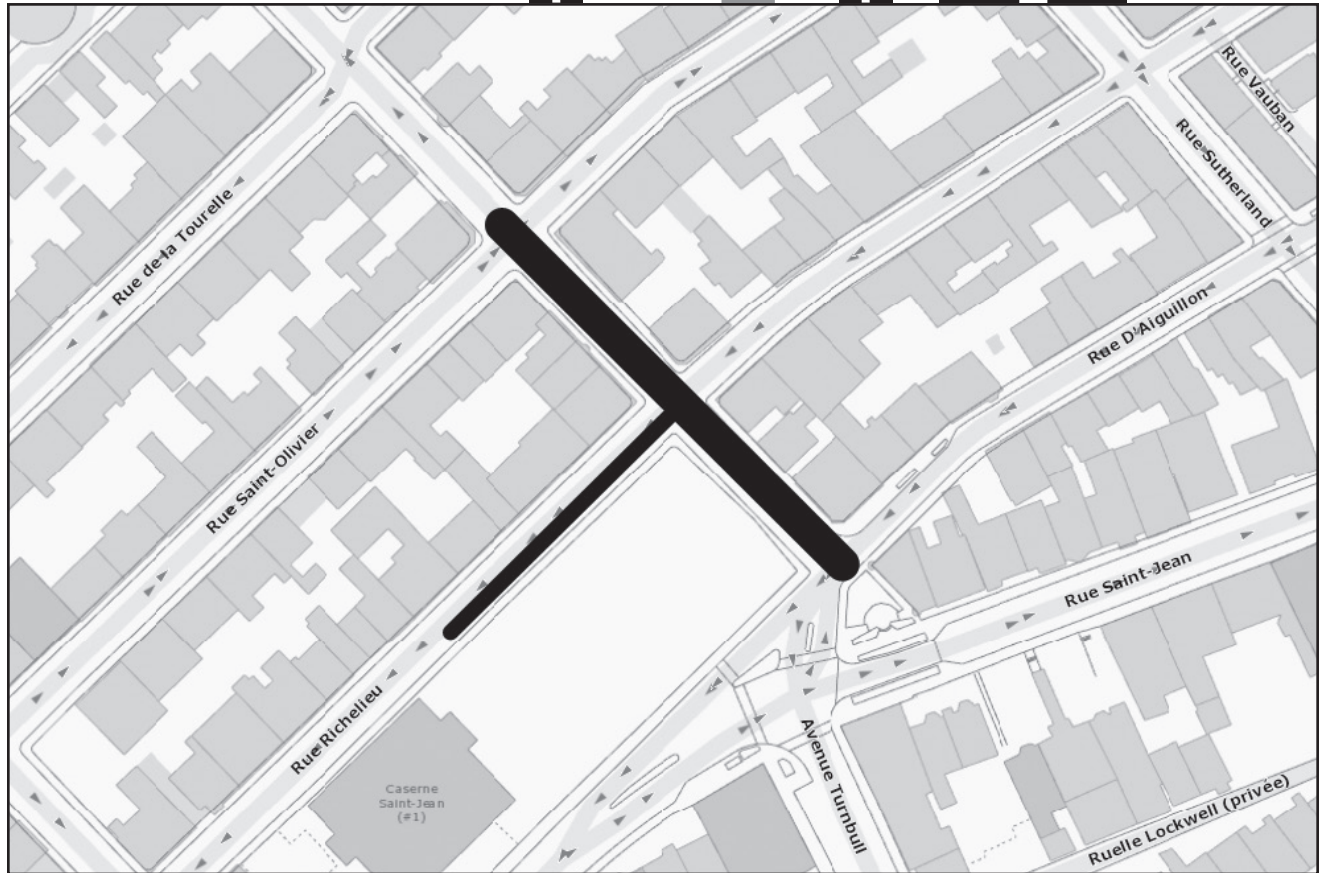 Rue Vauban
Rue Sutherland
Rue de la Tourelle
Rue D'Aiguillon
Rue Saint-Olivier
Rue Saint-Jean
Rue Richelieu
Avenue Turnbull
Caserne
Saint-Jean
(#1)
Ruelle Lockwell (privée)